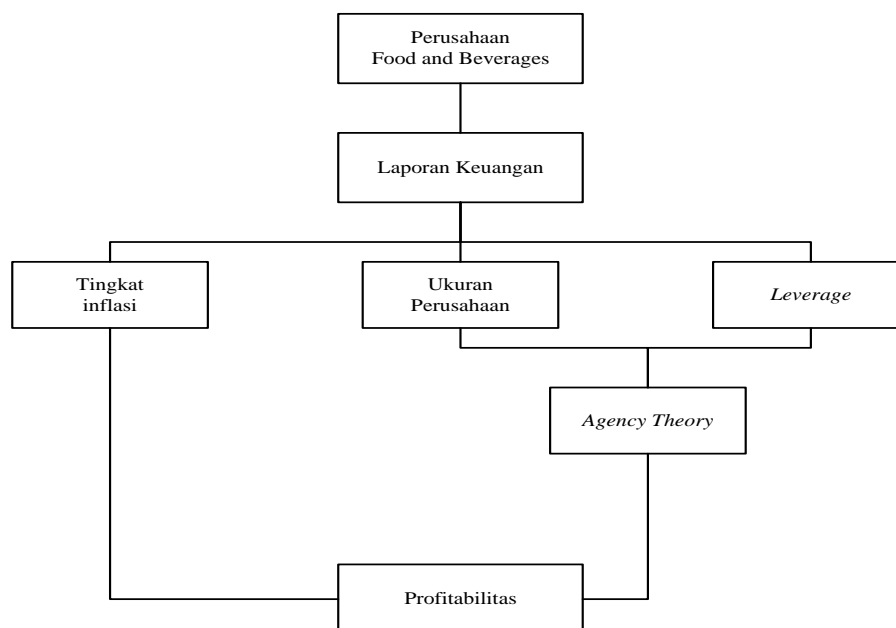 Perusahaan
Food and Beverages
Laporan Keuangan
Tingkat
inflasi
Ukuran
Perusahaan
Leverage
Agency Theory
Profitabilitas